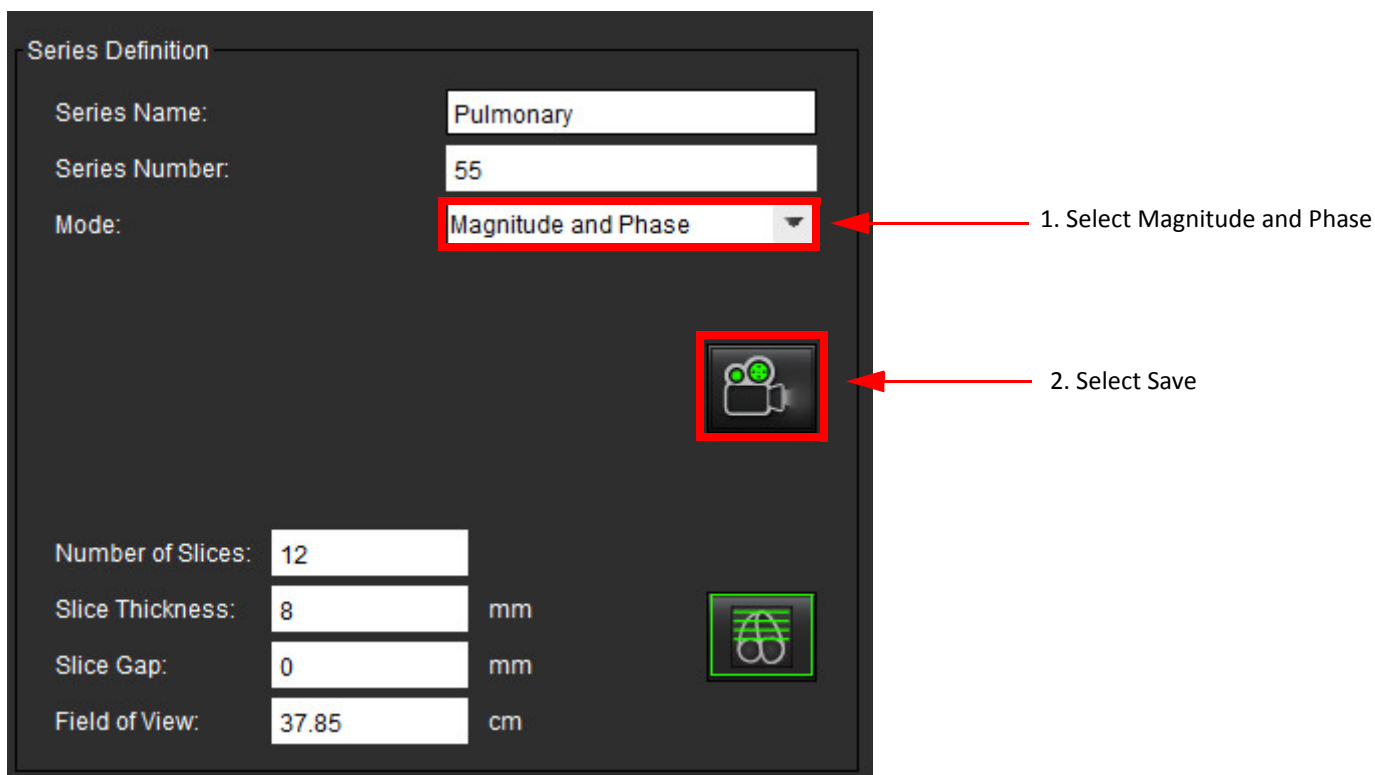 Series Definition
Series Name: Pulmonary
Series Number: 55
Mode: Magnitude and Phase
1. Select Magnitude and Phase
2. Select Save
Number of Slices: 12
Slice Thickness: 8 mm
Slice Gap: 0 mm
Field of View: 37.85 cm